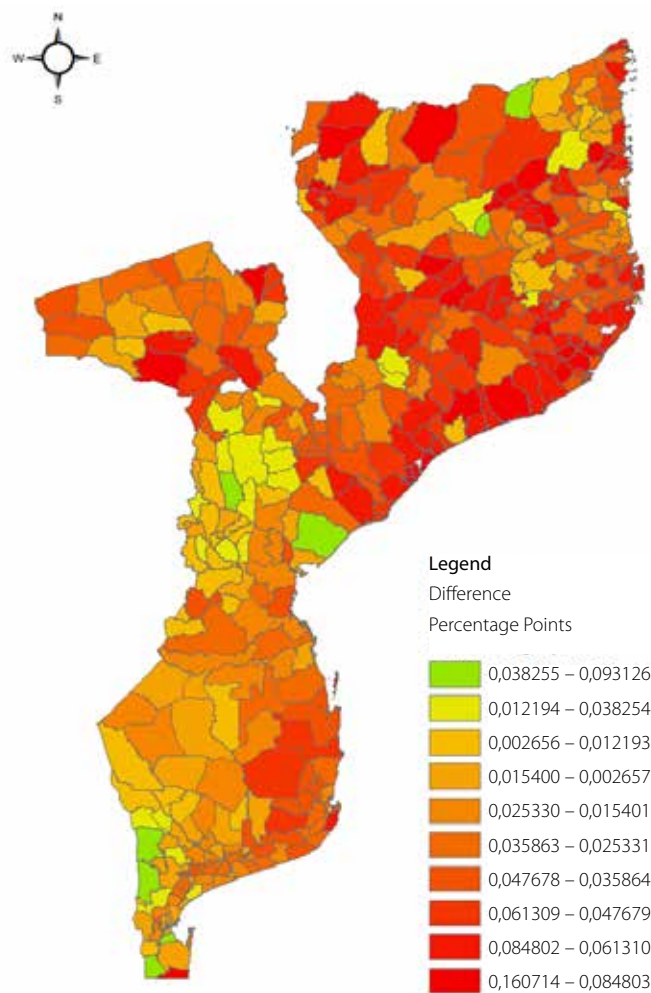 N
W E
S
Legend
Difference
Percentage Points
0,038255 – 0,093126
0,012194 – 0,038254
0,002656 – 0,012193
0,015400 – 0,002657
0,025330 – 0,015401
0,035863 – 0,025331
0,047678 – 0,035864
0,061309 – 0,047679
0,084802 – 0,061310
0,160714 – 0,084803